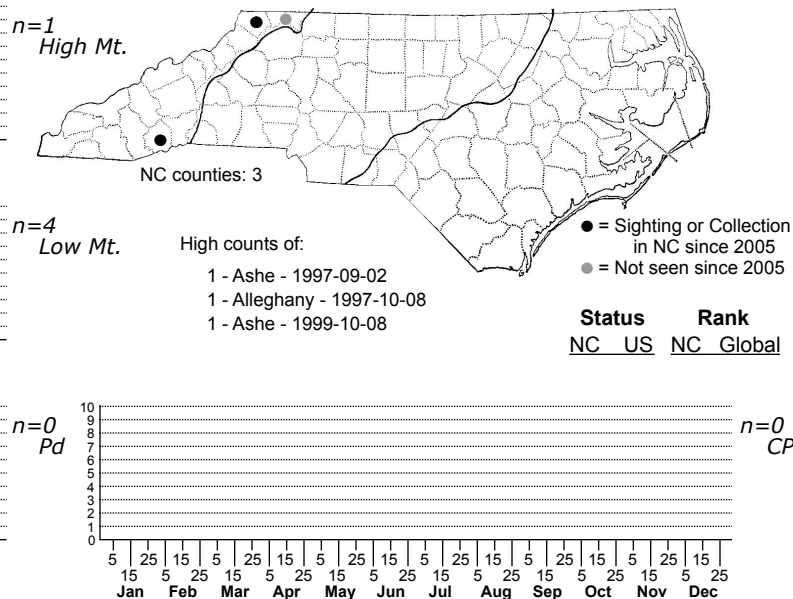 n=1
High Mt.
NC counties: 3
n=4
Low Mt.
High counts of:
1 - Ashe - 1997-09-02
1 - Alleghany - 1997-10-08
1 - Ashe - 1999-10-08
= Sighting or Collection
in NC since 2005
= Not seen since 2005
Status Rank
NC US NC Global
n=0
Pd
10
9
8
7
6
5
4
3
2
1
0
n=0
CP
5 25 15 5 25 15 5 25 15 5 25 15 5 25 15 5 25 15
15 5 25 15 5 25 15 5 25 15 5 25 15 5 25 15 5 25
Jan Feb Mar Apr May Jun Jul Aug Sep Oct Nov Dec